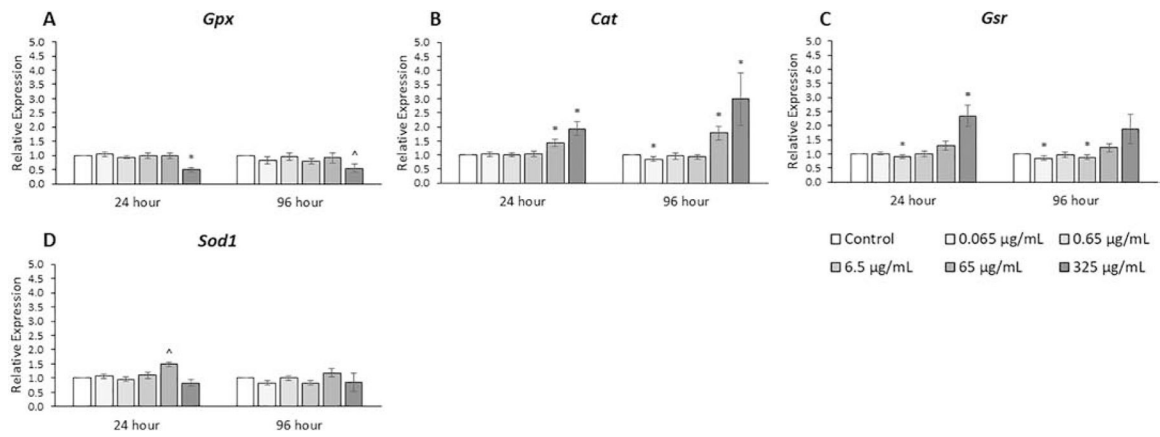 A Gpx
Relative Expression
5.0
4.5
4.0
3.5
3.0
2.5
2.0
1.5
1.0
0.5
0.0
*
^
24 hour 96 hour
B Cat
Relative Expression
5.0
4.5
4.0
3.5
3.0
2.5
2.0
1.5
1.0
0.5
0.0
* * * * *
24 hour 96 hour
C Gsr
Relative Expression
5.0
4.5
4.0
3.5
3.0
2.5
2.0
1.5
1.0
0.5
0.0
* * * *
24 hour 96 hour
Control 0.065 µg/mL 0.65 µg/mL
6.5 µg/mL 65 µg/mL 325 µg/mL
D Sod1
Relative Expression
5.0
4.5
4.0
3.5
3.0
2.5
2.0
1.5
1.0
0.5
0.0
^
24 hour 96 hour